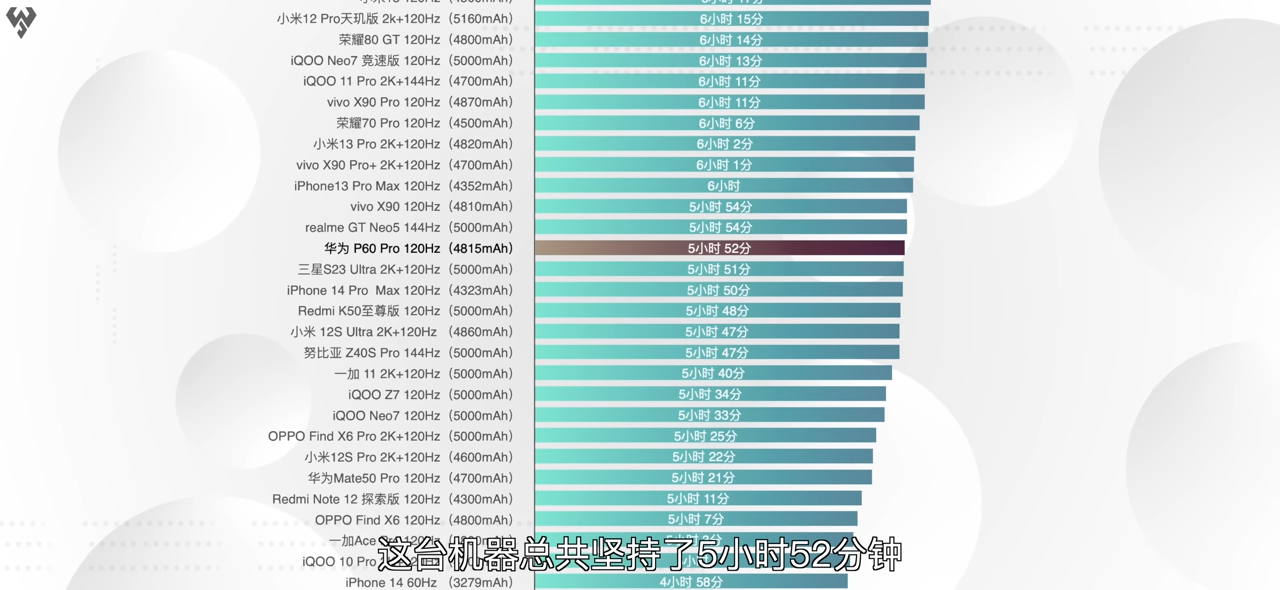 小米12 Pro天玑版 2k+120Hz（5160mAh） 6小时 15分
荣耀80 GT 120Hz（4800mAh） 6小时 14分
iQOO Neo7 竞速版 120Hz（5000mAh） 6小时 13分
iQOO 11 Pro 2K+144Hz（4700mAh） 6小时 11分
vivo X90 Pro 120Hz（4870mAh） 6小时 11分
荣耀70 Pro 120Hz（4500mAh） 6小时 6分
小米13 Pro 2K+120Hz（4820mAh） 6小时 2分
vivo X90 Pro+ 2K+120Hz（4700mAh） 6小时 1分
iPhone13 Pro Max 120Hz（4352mAh） 6小时
vivo X90 120Hz（4810mAh） 5小时 54分
realme GT Neo5 144Hz（5000mAh） 5小时 54分
华为 P60 Pro 120Hz（4815mAh） 5小时 52分
三星S23 Ultra 2K+120Hz（5000mAh） 5小时 51分
iPhone 14 Pro  Max 120Hz（4323mAh） 5小时 50分
Redmi K50至尊版 120Hz（5000mAh） 5小时 48分
小米 12S Ultra 2K+120Hz （4860mAh） 5小时 47分
努比亚 Z40S Pro 144Hz（5000mAh） 5小时 47分
一加 11 2K+120Hz（5000mAh） 5小时 40分
iQOO Z7 120Hz（5000mAh） 5小时 34分
iQOO Neo7 120Hz（5000mAh） 5小时 33分
OPPO Find X6 Pro 2K+120Hz（5000mAh） 5小时 25分
小米12S Pro 2K+120Hz（4600mAh） 5小时 22分
华为Mate50 Pro 120Hz（4700mAh） 5小时 21分
Redmi Note 12 探索版 120Hz（4300mAh） 5小时 11分
OPPO Find X6 120Hz（4800mAh） 5小时 7分
一加Ace
iQOO 10 Pro
这台机器总共坚持了5小时52分钟
iPhone 14 60Hz （3279mAh） 4小时 58分